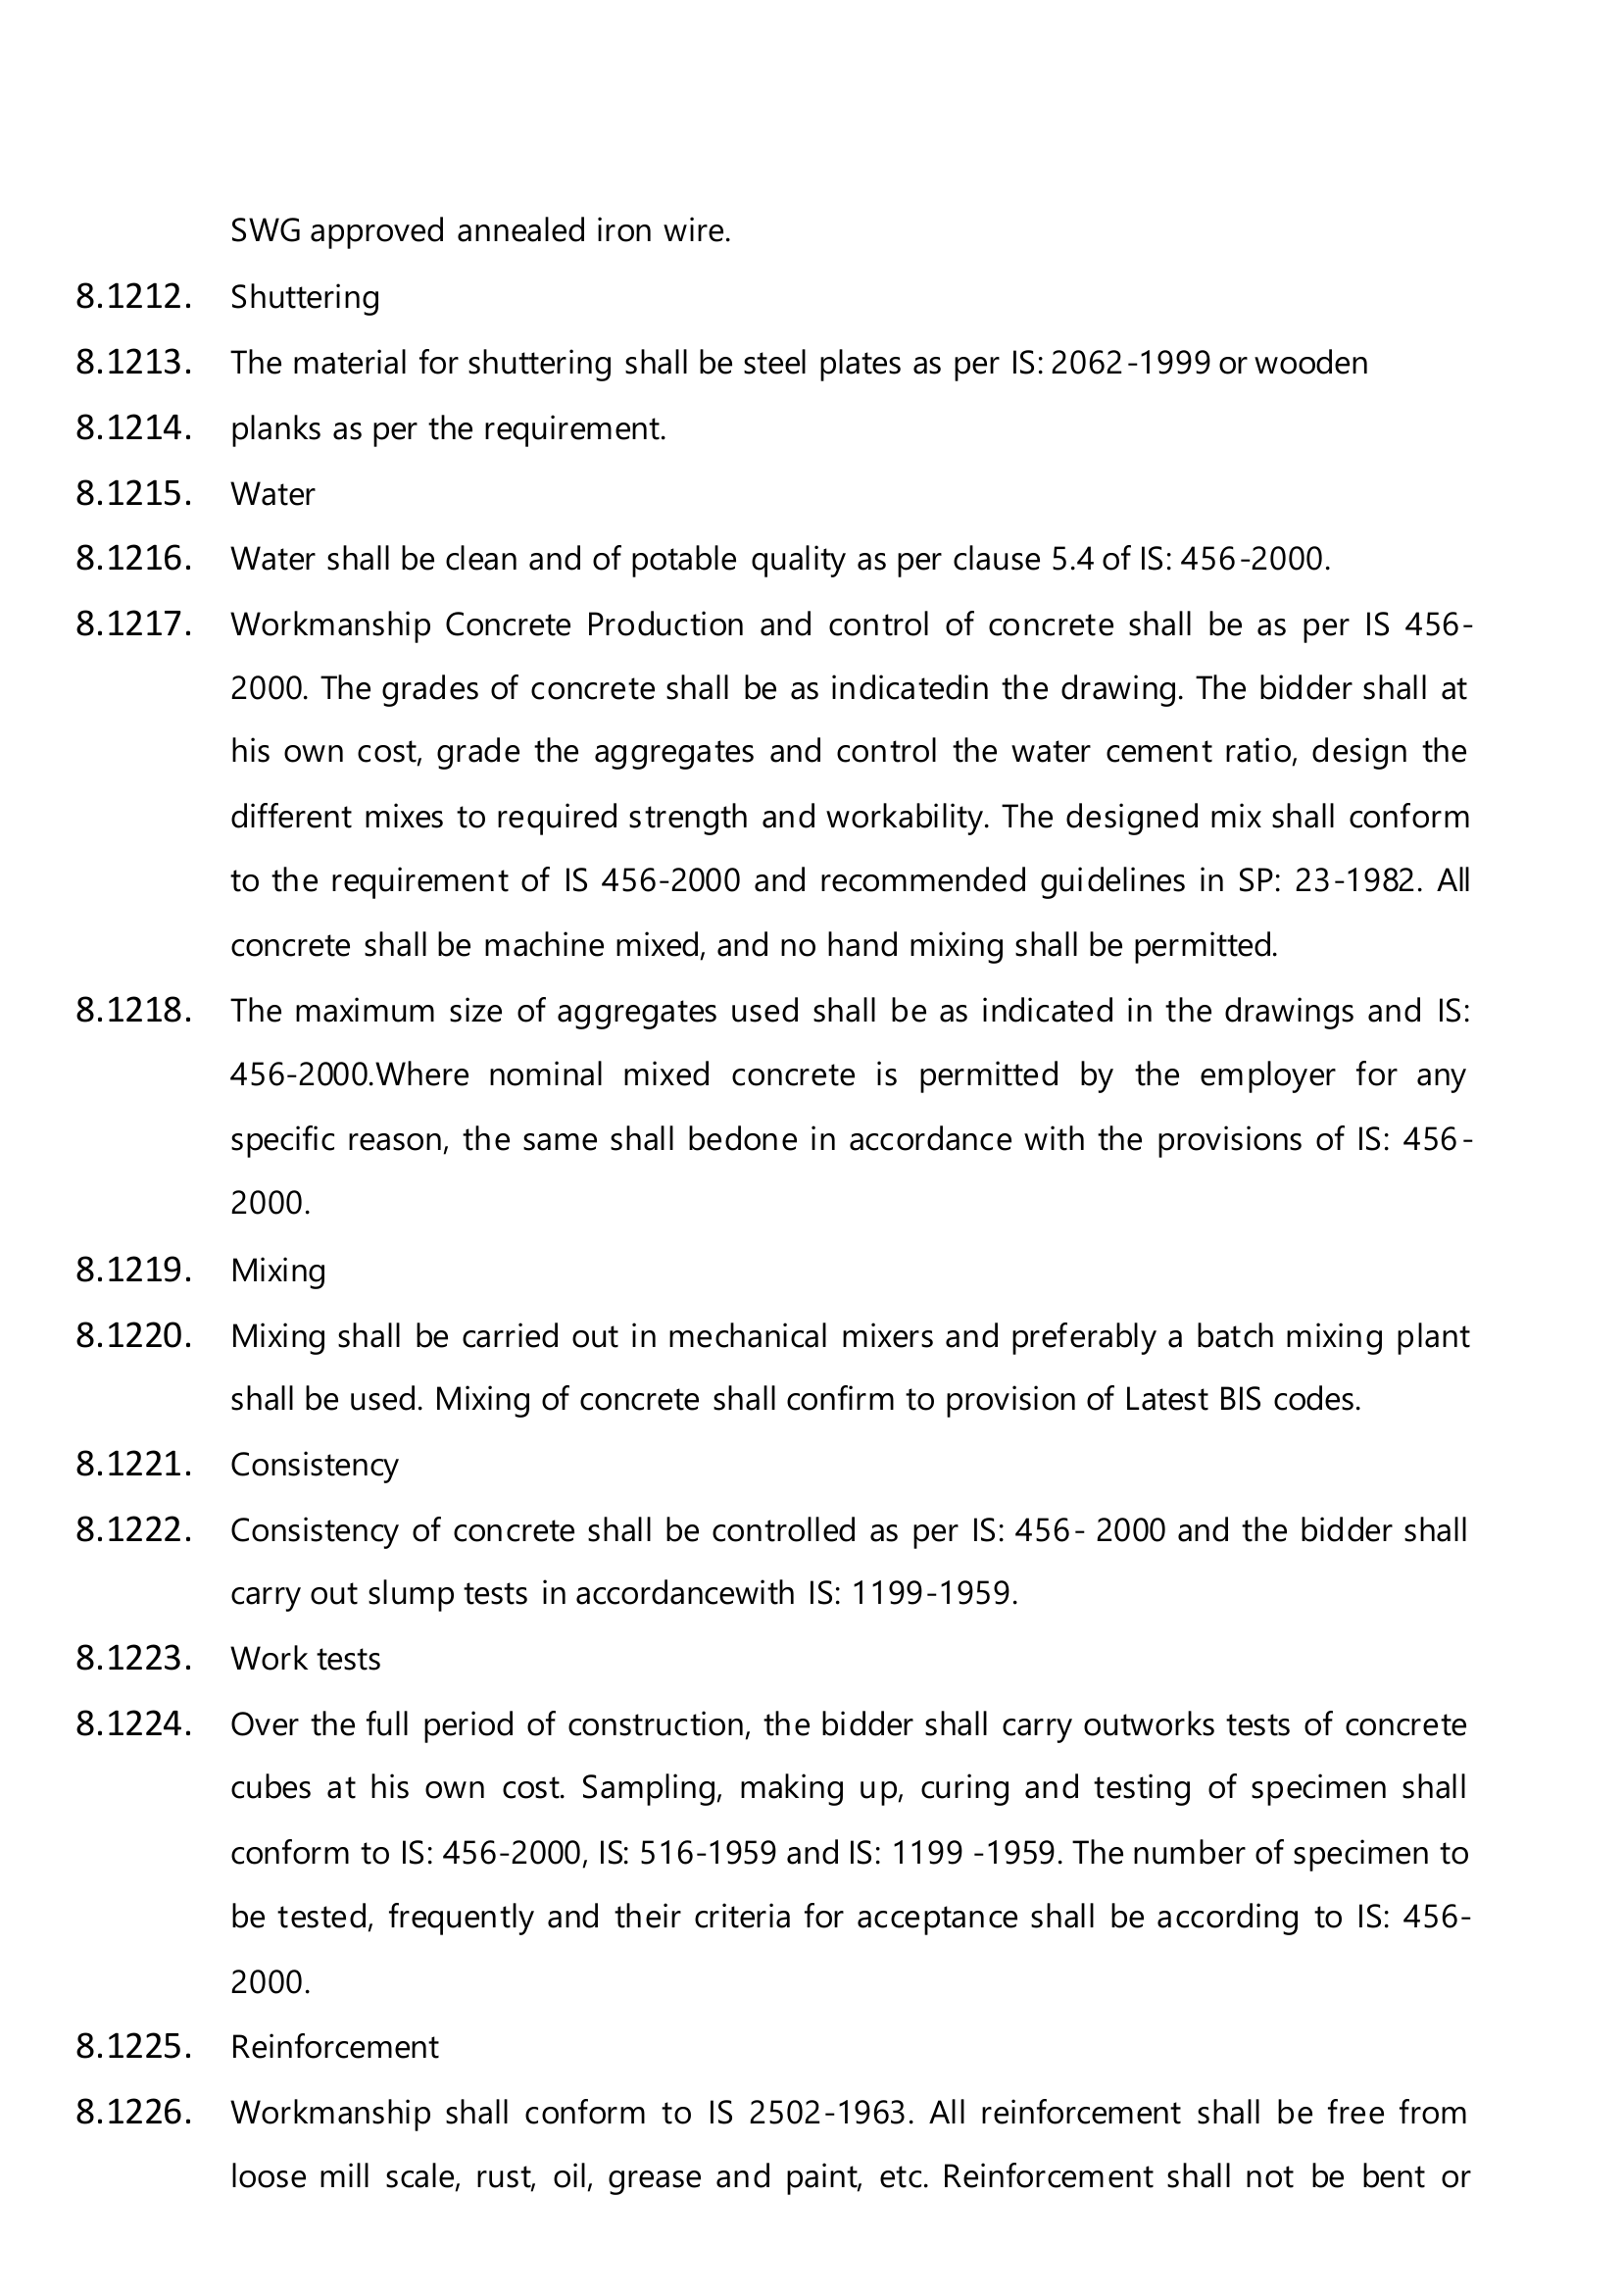 SWG approved annealed iron wire.
8.1212. Shuttering
8.1213. The material for shuttering shall be steel plates as per IS: 2062-1999 or wooden
8.1214. planks as per the requirement.
8.1215. Water
8.1216. Water shall be clean and of potable quality as per clause 5.4 of IS: 456-2000.
8.1217. Workmanship Concrete Production and control of concrete shall be as per IS 456-
2000. The grades of concrete shall be as indicatedin the drawing. The bidder shall at
his own cost, grade the aggregates and control the water cement ratio, design the
different mixes to required strength and workability. The designed mix shall conform
to the requirement of IS 456-2000 and recommended guidelines in SP: 23-1982. All
concrete shall be machine mixed, and no hand mixing shall be permitted.
8.1218. The maximum size of aggregates used shall be as indicated in the drawings and IS:
456-2000.Where nominal mixed concrete is permitted by the employer for any
specific reason, the same shall bedone in accordance with the provisions of IS: 456-
2000.
8.1219. Mixing
8.1220. Mixing shall be carried out in mechanical mixers and preferably a batch mixing plant
shall be used. Mixing of concrete shall confirm to provision of Latest BIS codes.
8.1221. Consistency
8.1222. Consistency of concrete shall be controlled as per IS: 456- 2000 and the bidder shall
carry out slump tests in accordancewith IS: 1199-1959.
8.1223. Work tests
8.1224. Over the full period of construction, the bidder shall carry outworks tests of concrete
cubes at his own cost. Sampling, making up, curing and testing of specimen shall
conform to IS: 456-2000, IS: 516-1959 and IS: 1199 -1959. The number of specimen to
be tested, frequently and their criteria for acceptance shall be according to IS: 456-
2000.
8.1225. Reinforcement
8.1226. Workmanship shall conform to IS 2502-1963. All reinforcement shall be free from
loose mill scale, rust, oil, grease and paint, etc. Reinforcement shall not be bent or